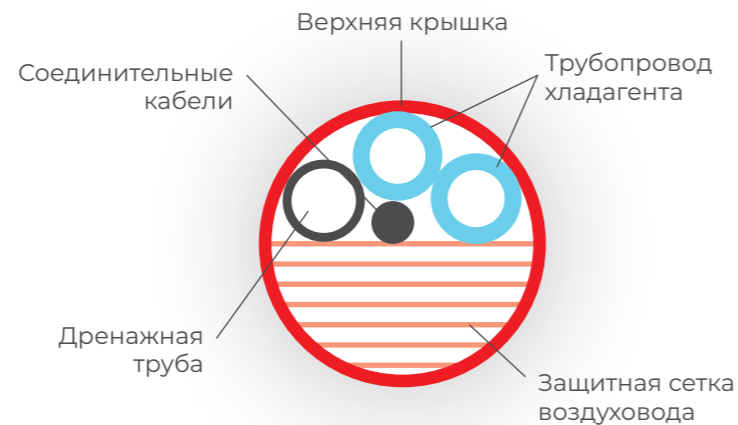 Верхняя крышка
Соединительные
кабели
Трубопровод
хладагента
Дренажная
труба
Защитная сетка
воздуховода